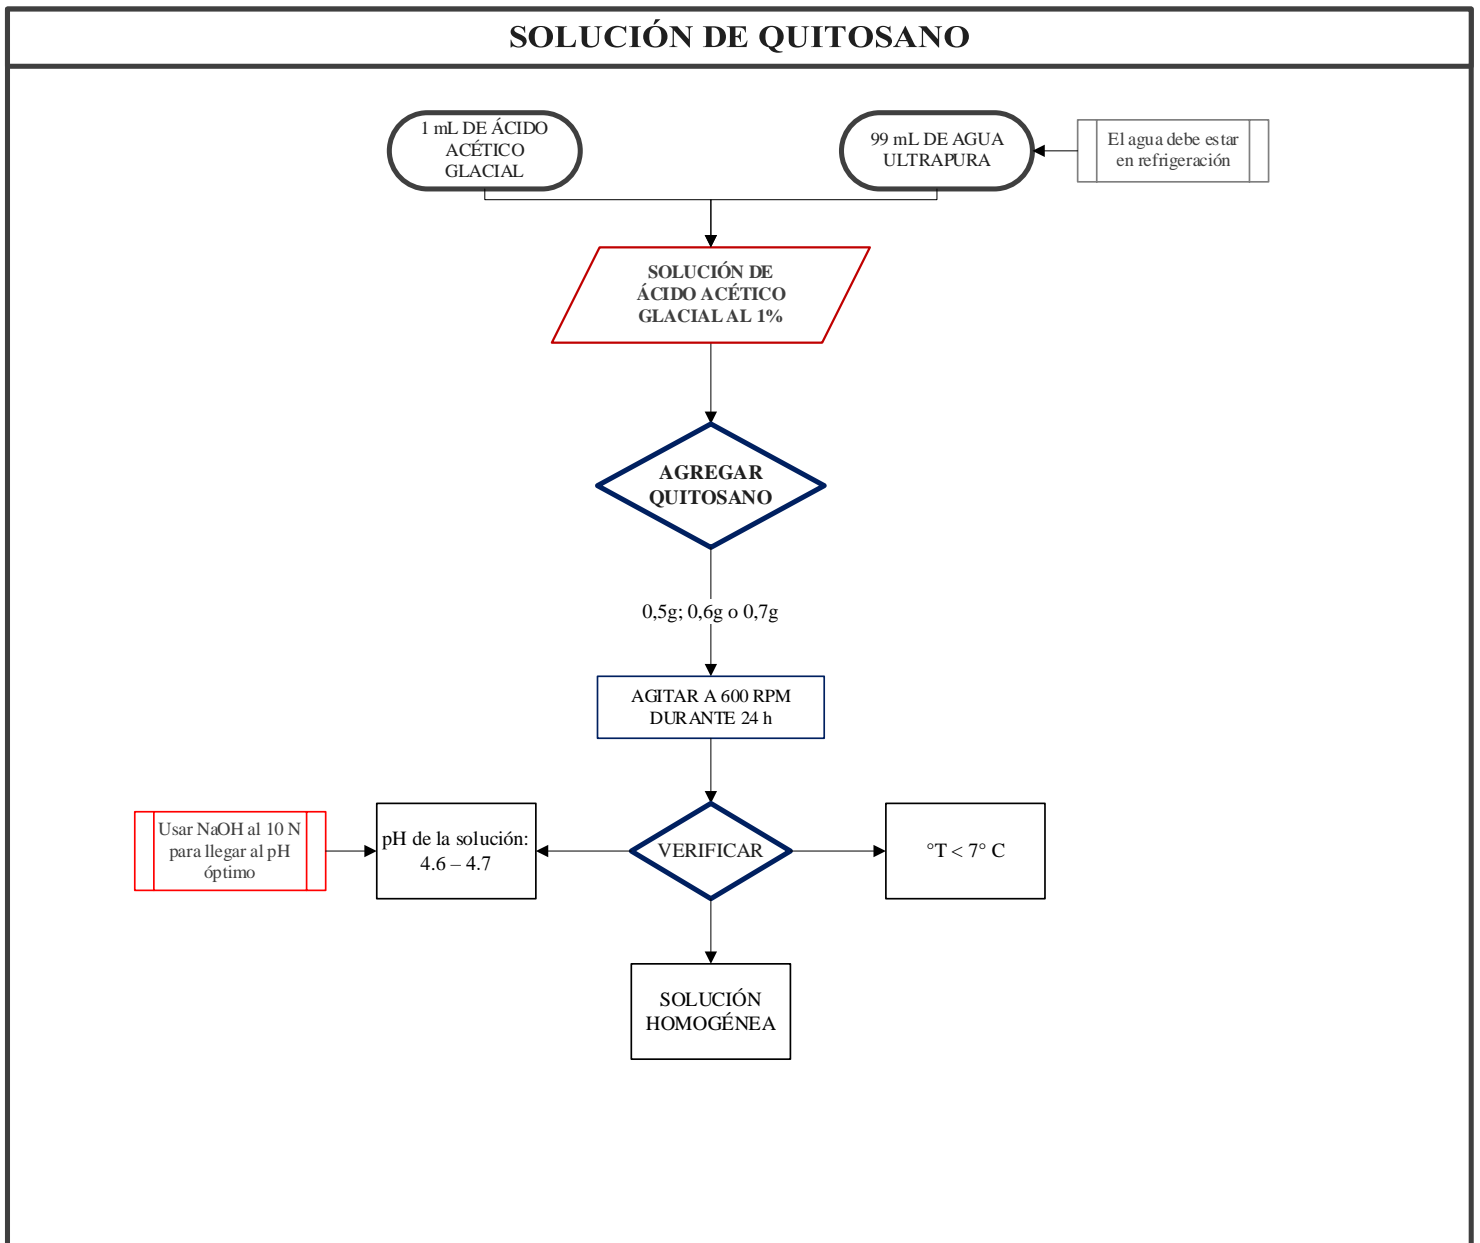 SOLUCIÓN DE QUITOSANO
1 mL DE ÁCIDO
ACÉTICO
GLACIAL
99 mL DE AGUA
ULTRAPURA
El agua debe estar
en refrigeración
SOLUCIÓN DE
ÁCIDO ACÉTICO
GLACIAL AL 1%
AGREGAR
QUITOSANO
0,5g; 0,6g o 0,7g
AGITAR A 600 RPM
DURANTE 24 h
Usar NaOH al 10 N
para llegar al pH
óptimo
pH de la solución:
4.6 – 4.7
VERIFICAR
°T < 7° C
SOLUCIÓN
HOMOGÉNEA